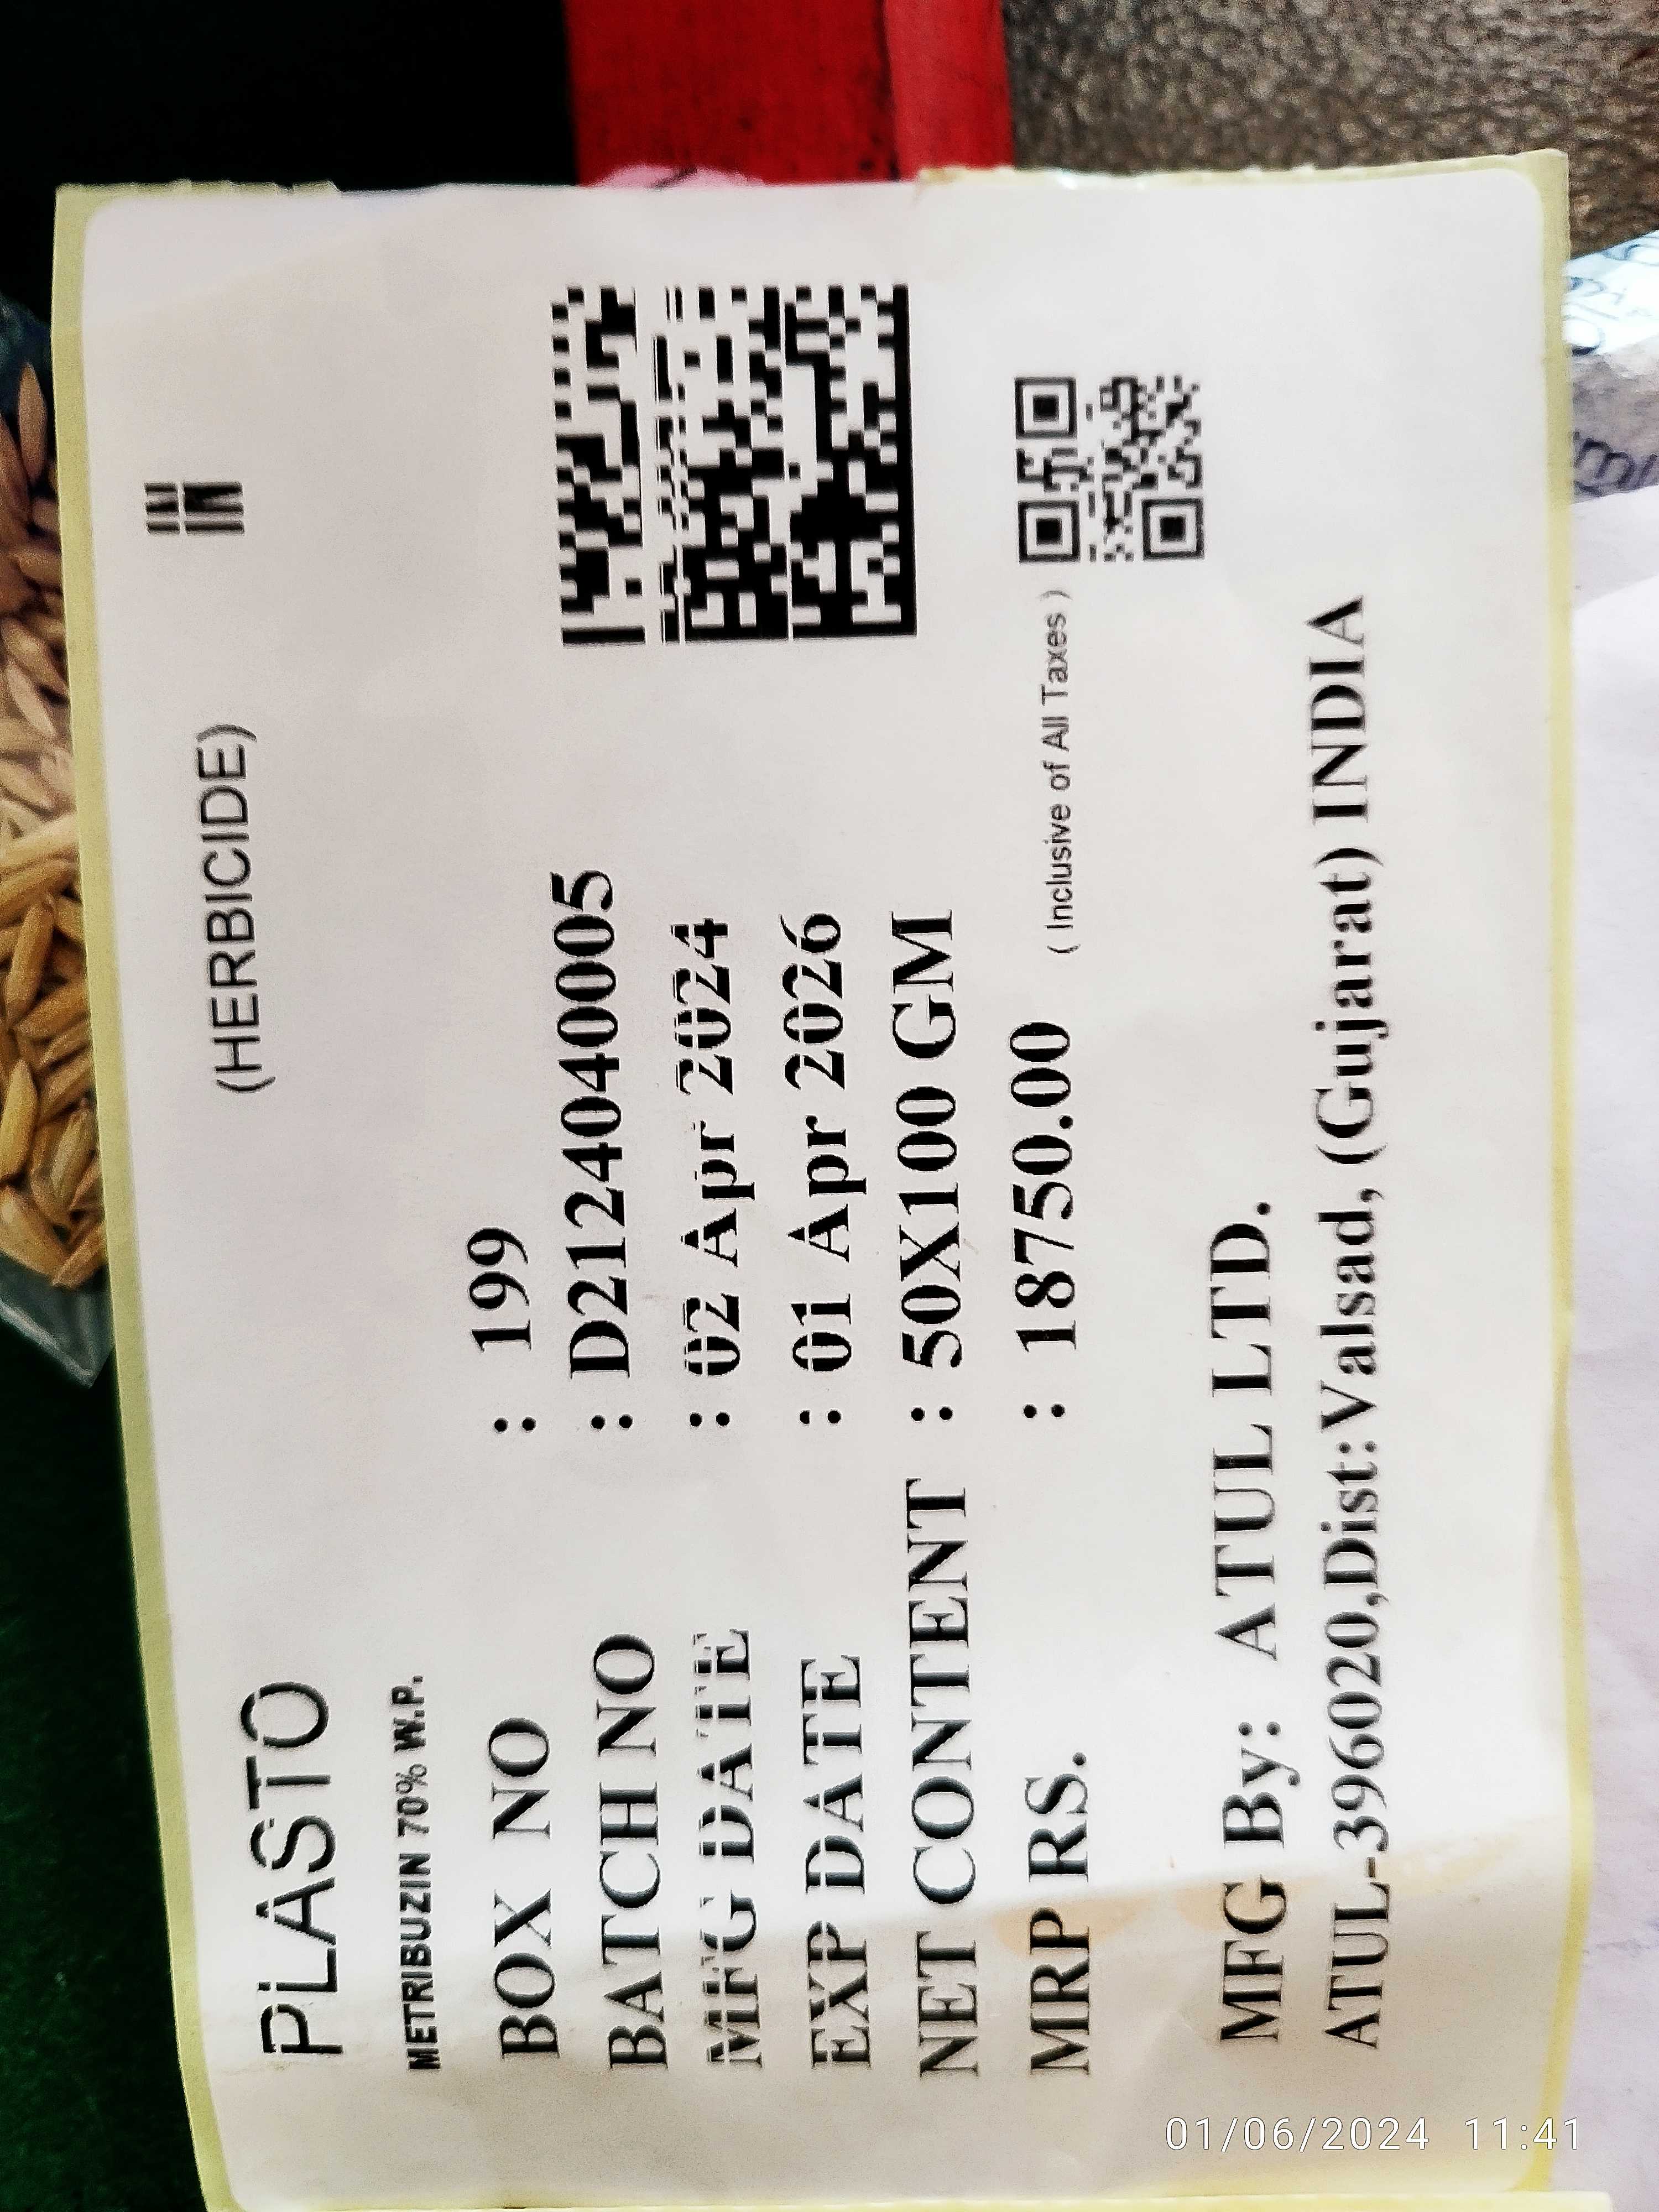 PLASTO (HERBICIDE)
METRIBUZIN 70% W.P.
BOX NO : 199
BATCH NO : D212404005
MFG DATE : 02 Apr 2024
EXP DATE : 01 Apr 2026
NET CONTENT : 50X100 GM
MRP RS. : 18750.00 ( Inclusive of All Taxes )
MFG By: ATUL LTD.
ATUL-396020,Dist:Valsad, (Gujarat) INDIA
01/06/2024 11:41